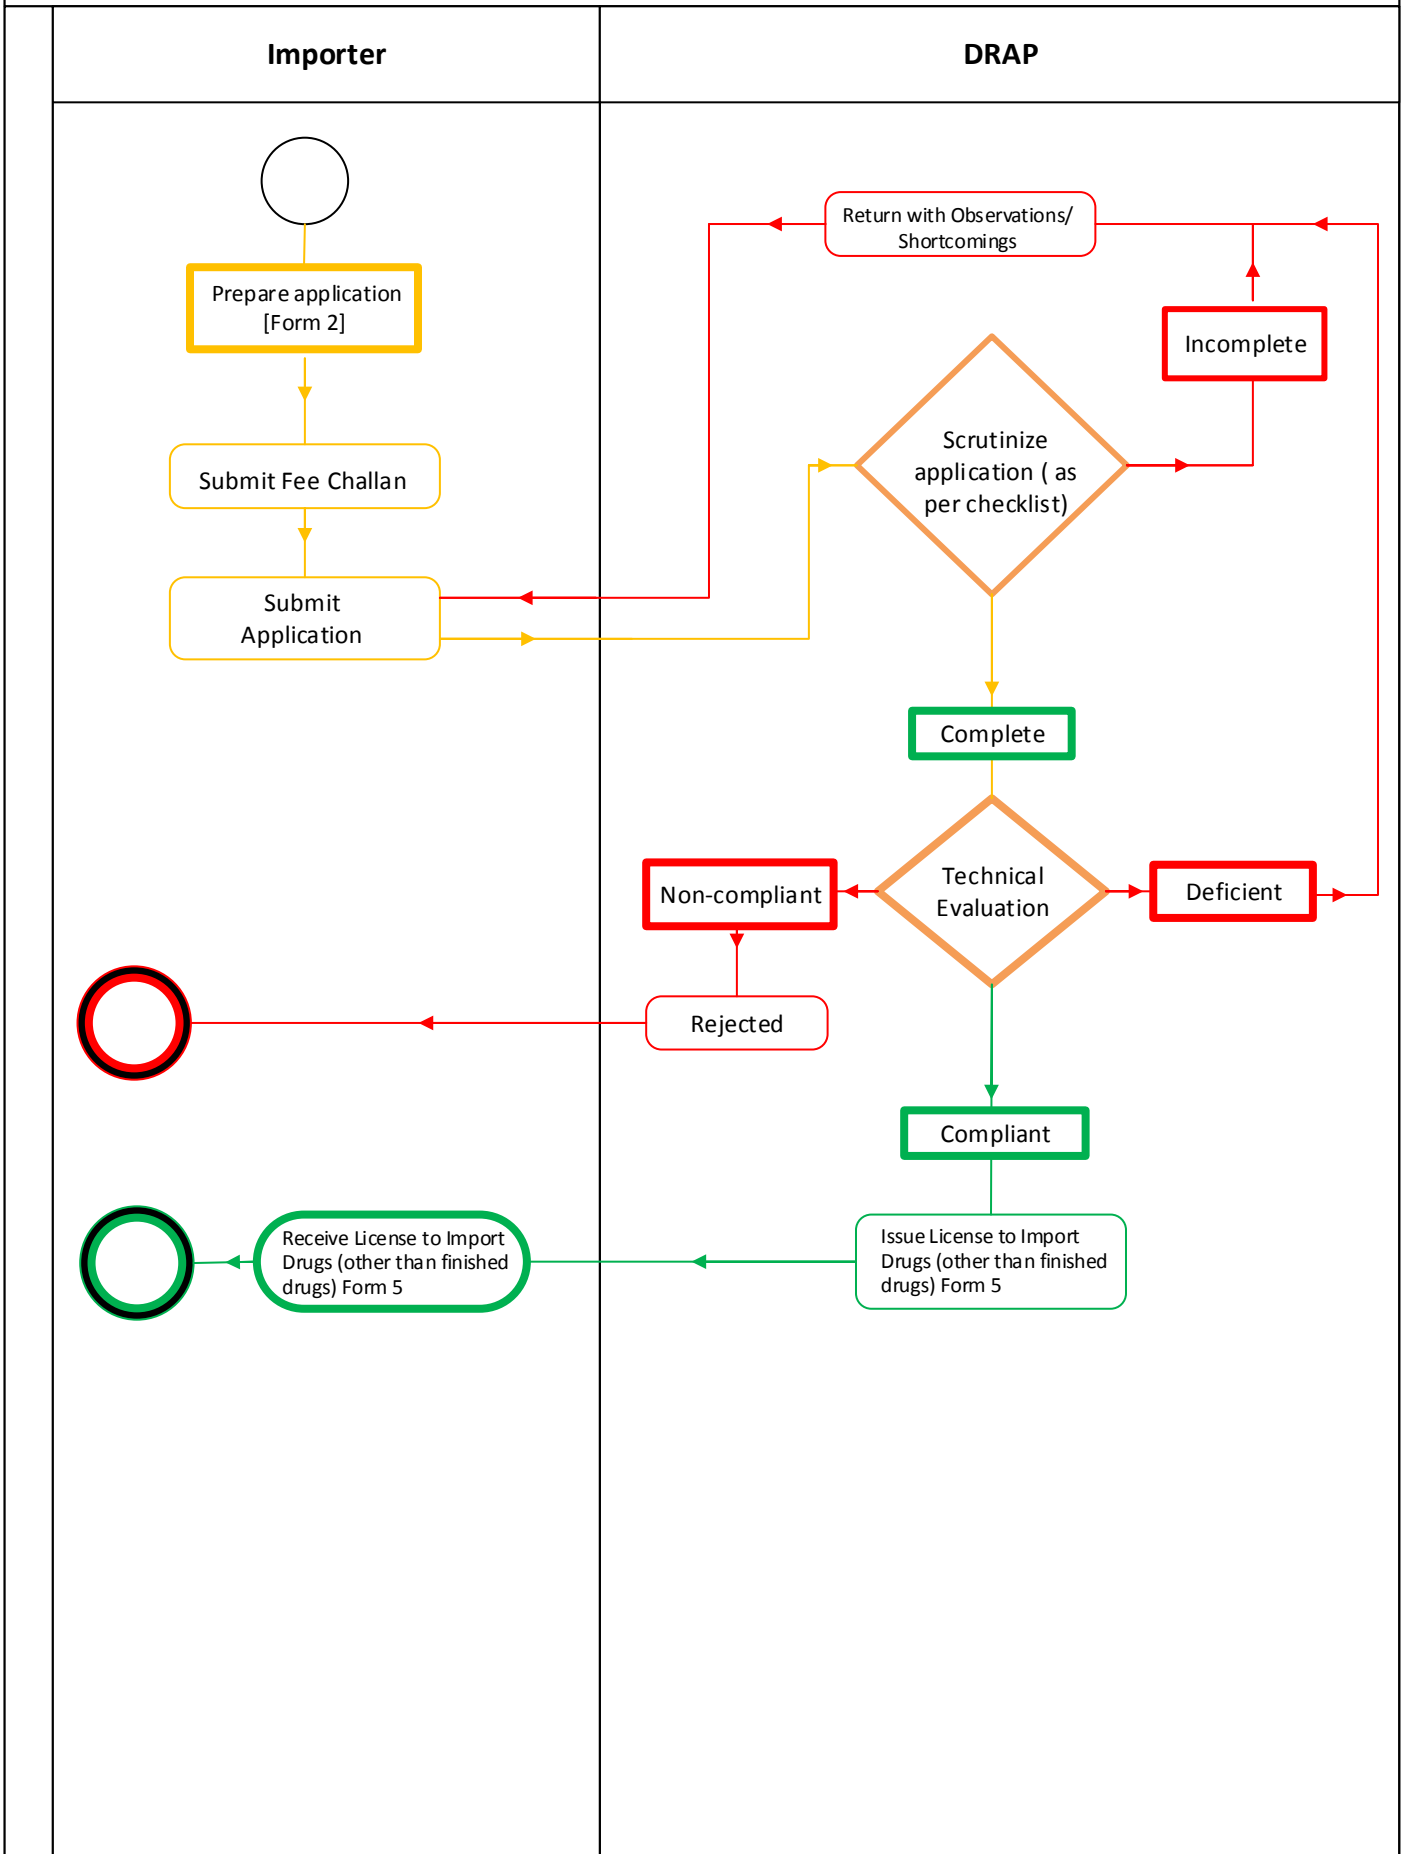 Importer
DRAP
Prepare application
[Form 2]
Submit Fee Challan
Submit
Application
Return with Observations/
Shortcomings
Incomplete
Scrutinize
application ( as
per checklist)
Complete
Technical
Evaluation
Non-compliant
Deficient
Rejected
Compliant
Issue License to Import
Drugs (other than finished
drugs) Form 5
Receive License to Import
Drugs (other than finished
drugs) Form 5